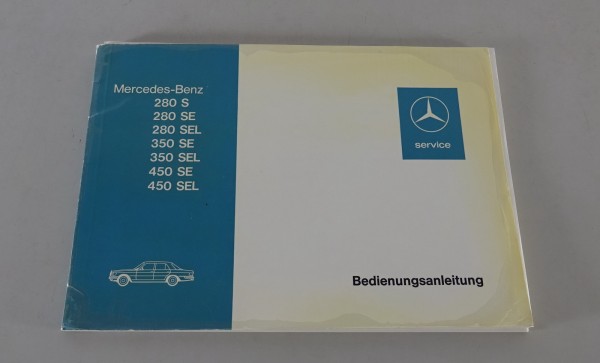 Mercedes-Benz
280 S
280 SE
280 SEL
350 SE
350 SEL
450 SE
450 SEL
service
Bedienungsanleitung